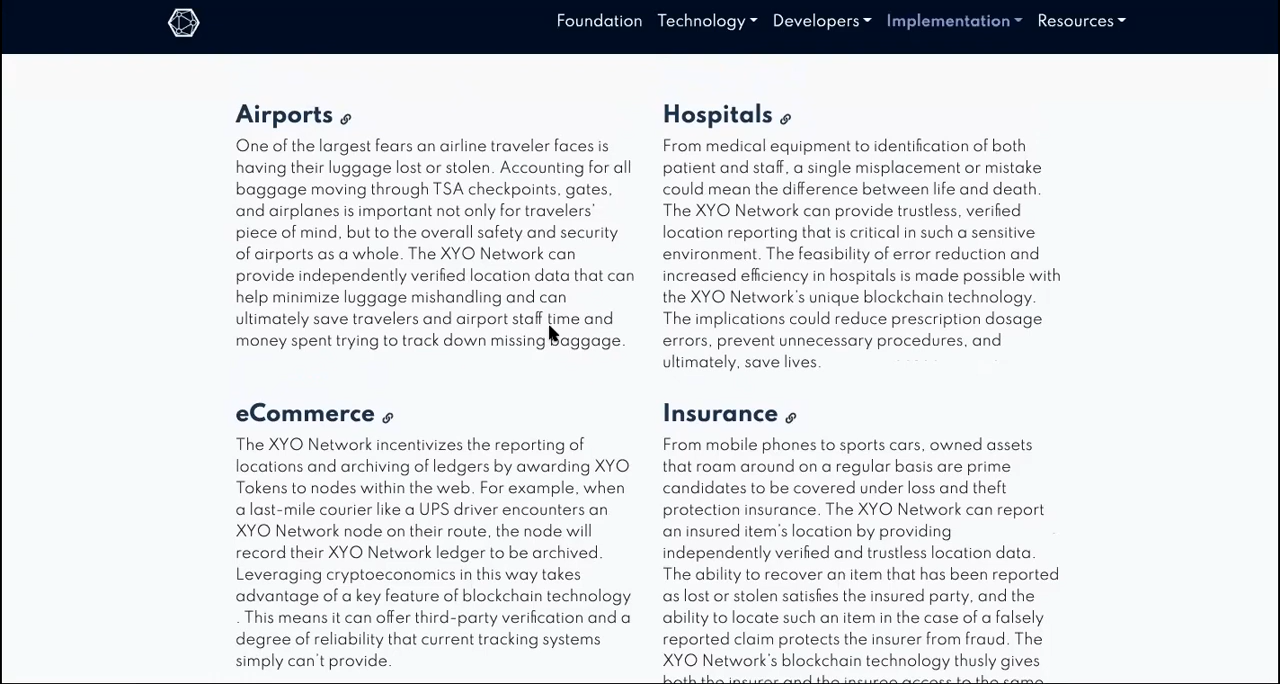 Foundation Technology Developers Implementation Resources
Airports
One of the largest fears an airline traveler faces is
having their luggage lost or stolen. Accounting for all
baggage moving through TSA checkpoints, gates,
and airplanes is important not only for travelers'
piece of mind, but to the overall safety and security
of airports as a whole. The XYO Network can
provide independently verified location data that can
help minimize luggage mishandling and can
ultimately save travelers and airport staff time and
money spent trying to track down missing baggage.
Hospitals
From medical equipment to identification of both
patient and staff, a single misplacement or mistake
could mean the difference between life and death.
The XYO Network can provide trustless, verified
location reporting that is critical in such a sensitive
environment. The feasibility of error reduction and
increased efficiency in hospitals is made possible with
the XYO Network's unique blockchain technology.
The implications could reduce prescription dosage
errors, prevent unnecessary procedures, and
ultimately, save lives.
eCommerce
The XYO Network incentivizes the reporting of
locations and archiving of ledgers by awarding XYO
Tokens to nodes within the web. For example, when
a last-mile courier like a UPS driver encounters an
XYO Network node on their route, the node will
record their XYO Network ledger to be archived.
Leveraging cryptoeconomics in this way takes
advantage of a key feature of blockchain technology
. This means it can offer third-party verification and a
degree of reliability that current tracking systems
simply can't provide.
Insurance
From mobile phones to sports cars, owned assets
that roam around on a regular basis are prime
candidates to be covered under loss and theft
protection insurance. The XYO Network can report
an insured item's location by providing
independently verified and trustless location data.
The ability to recover an item that has been reported
as lost or stolen satisfies the insured party, and the
ability to locate such an item in the case of a falsely
reported claim protects the insurer from fraud. The
XYO Network's blockchain technology thusly gives
both the insurer and the insuree access to the same